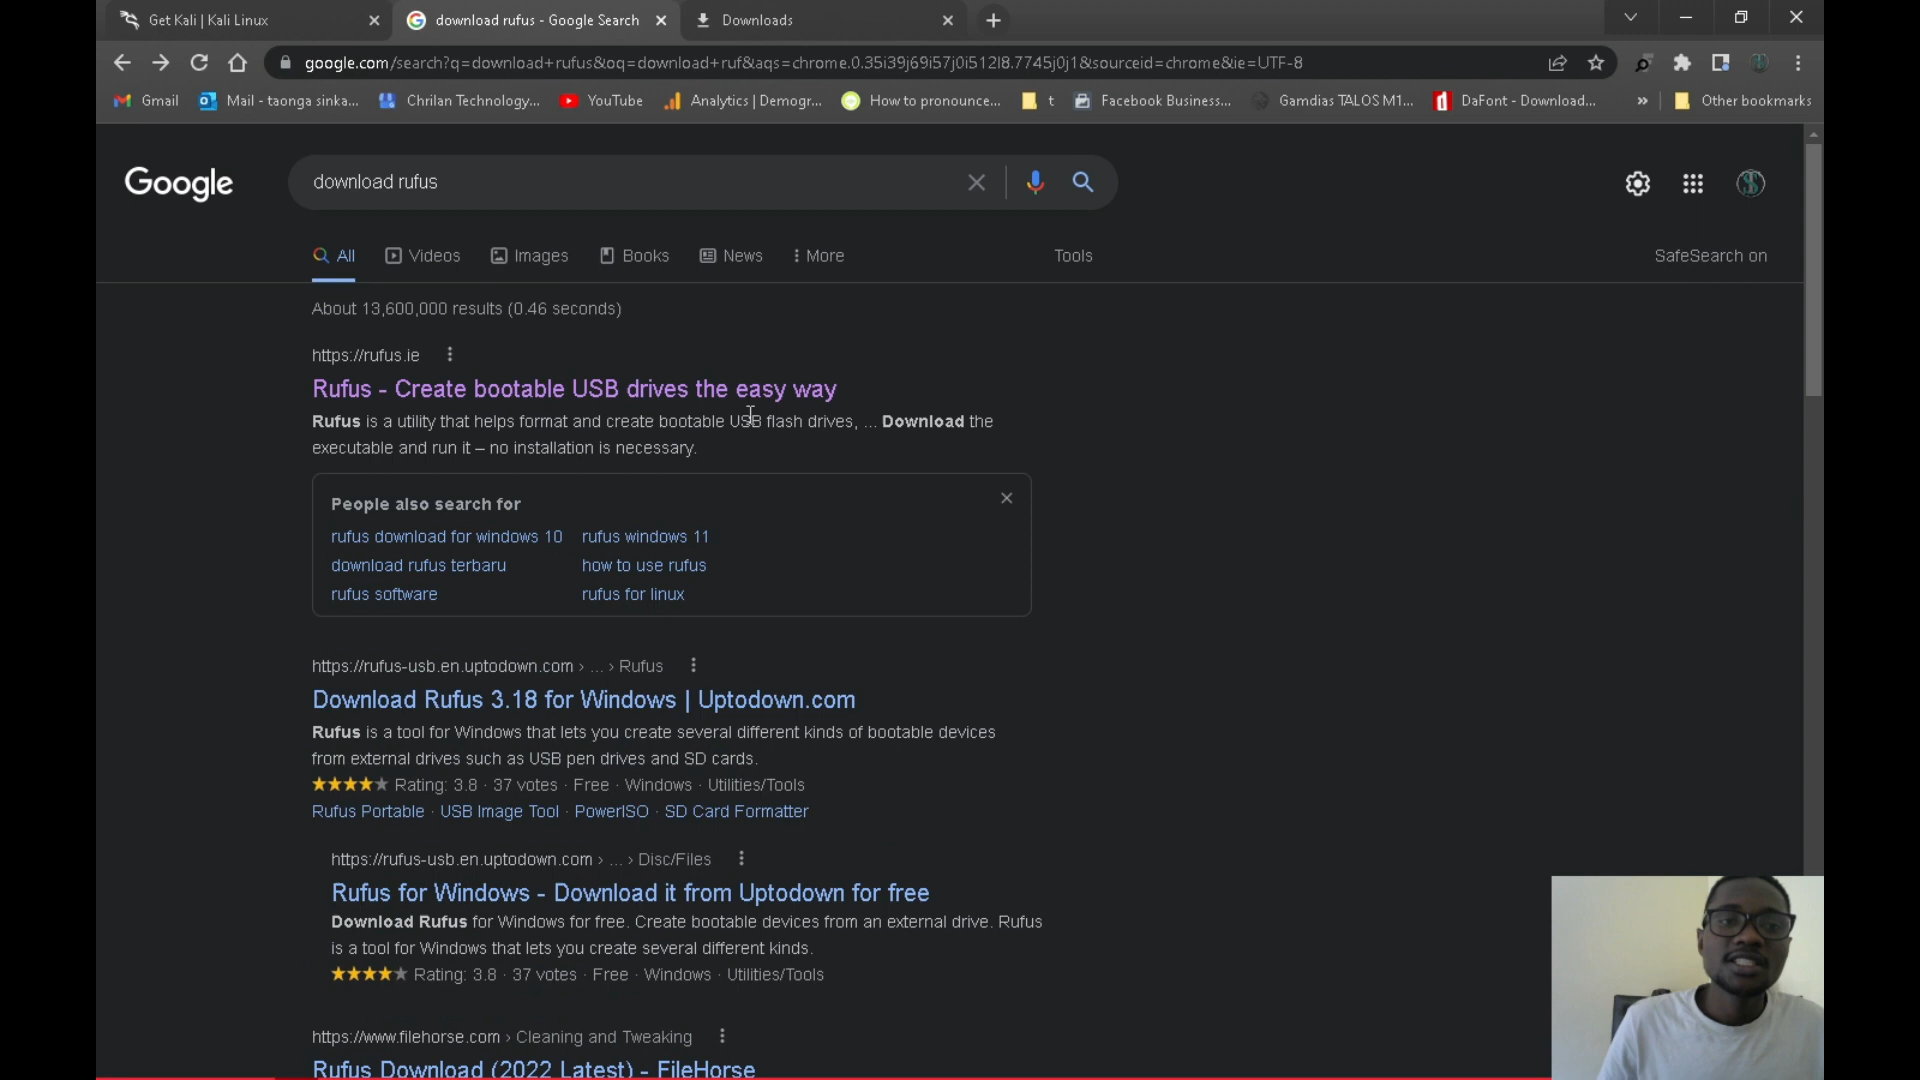 Get Kali | Kali Linux
download rufus - Google Search
Downloads
google.com/search?q=download+rufus&oq=download+ruf&aqs=chrome.0.35i39j69i57j0i512l8.7745j0j1&sourceid=chrome&ie=UTF-8
Gmail
Mail - taonga sinka...
Chrilan Technology...
YouTube
Analytics | Demogr...
How to pronounce...
t
Facebook Business...
Gamdias TALOS M1...
DaFont - Download...
»
Other bookmarks
Google
download rufus
All
Videos
Images
Books
News
More
Tools
SafeSearch on
About 13,600,000 results (0.46 seconds)
https://rufus.ie
Rufus - Create bootable USB drives the easy way
Rufus is a utility that helps format and create bootable USB flash drives, ... Download the
executable and run it – no installation is necessary.
People also search for
rufus download for windows 10
rufus windows 11
download rufus terbaru
how to use rufus
rufus software
rufus for linux
https://rufus-usb.en.uptodown.com › ... › Rufus
Download Rufus 3.18 for Windows | Uptodown.com
Rufus is a tool for Windows that lets you create several different kinds of bootable devices
from external drives such as USB pen drives and SD cards.
Rating: 3.8 · 37 votes · Free · Windows · Utilities/Tools
Rufus Portable · USB Image Tool · PowerISO · SD Card Formatter
https://rufus-usb.en.uptodown.com › ... › Disc/Files
Rufus for Windows - Download it from Uptodown for free
Download Rufus for Windows for free. Create bootable devices from an external drive. Rufus
is a tool for Windows that lets you create several different kinds.
Rating: 3.8 · 37 votes · Free · Windows · Utilities/Tools
https://www.filehorse.com › Cleaning and Tweaking
Rufus Download (2022 Latest) - FileHorse